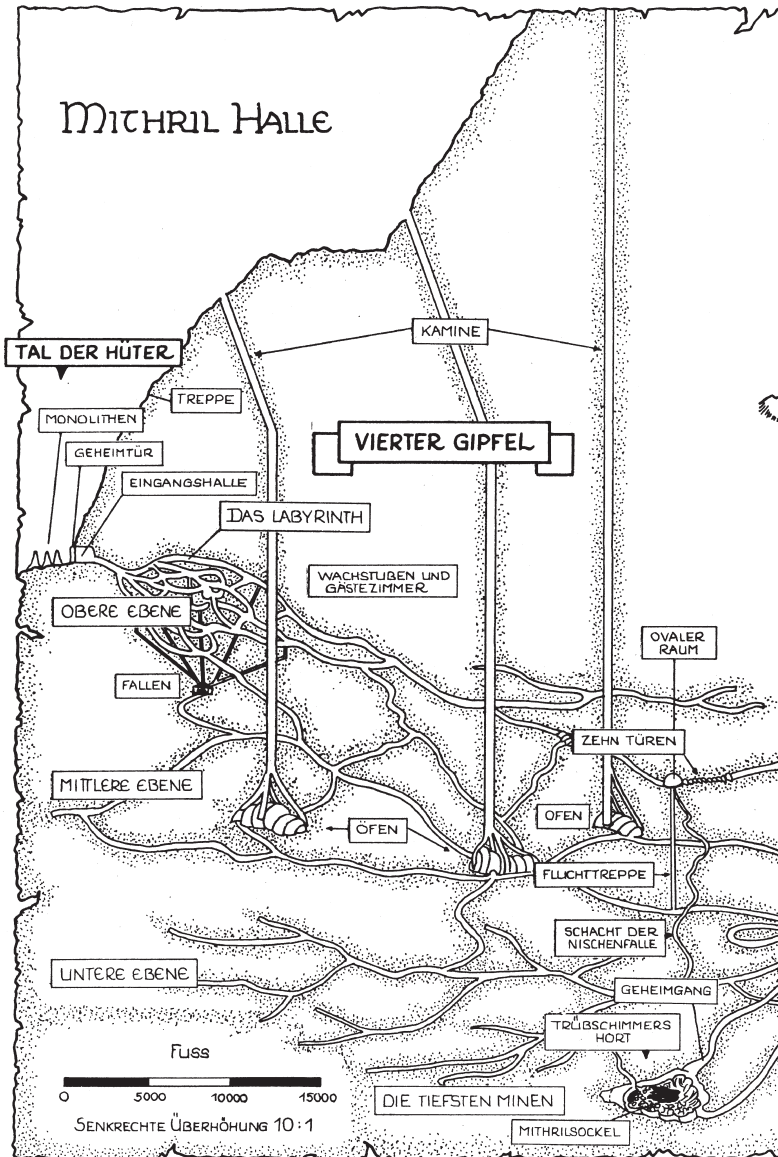 MITHRIL HALLE
KAMINE
TAL DER HÜTER
TREPPE
MONOLITHEN
VIERTER GIPFEL
GEHEIMTÜR
EINGANGSHALLE
DAS LABYRINTH
WACHSTUBEN UND
GÄSTEZIMMER
OBERE EBENE
OVALER
RAUM
FALLEN
ZEHN TÜREN
MITTLERE EBENE
ÖFEN
OFEN
FLUCHTTREPPE
SCHACHT DER
NISCHENFALLE
UNTERE EBENE
GEHEIMGANG
TRÜBSCHIMMERS
HORT
FUSS
0 5000 10000 15000
SENKRECHTE ÜBERHÖHUNG 10:1
DIE TIEFSTEN MINEN
MITHRILSOCKEL